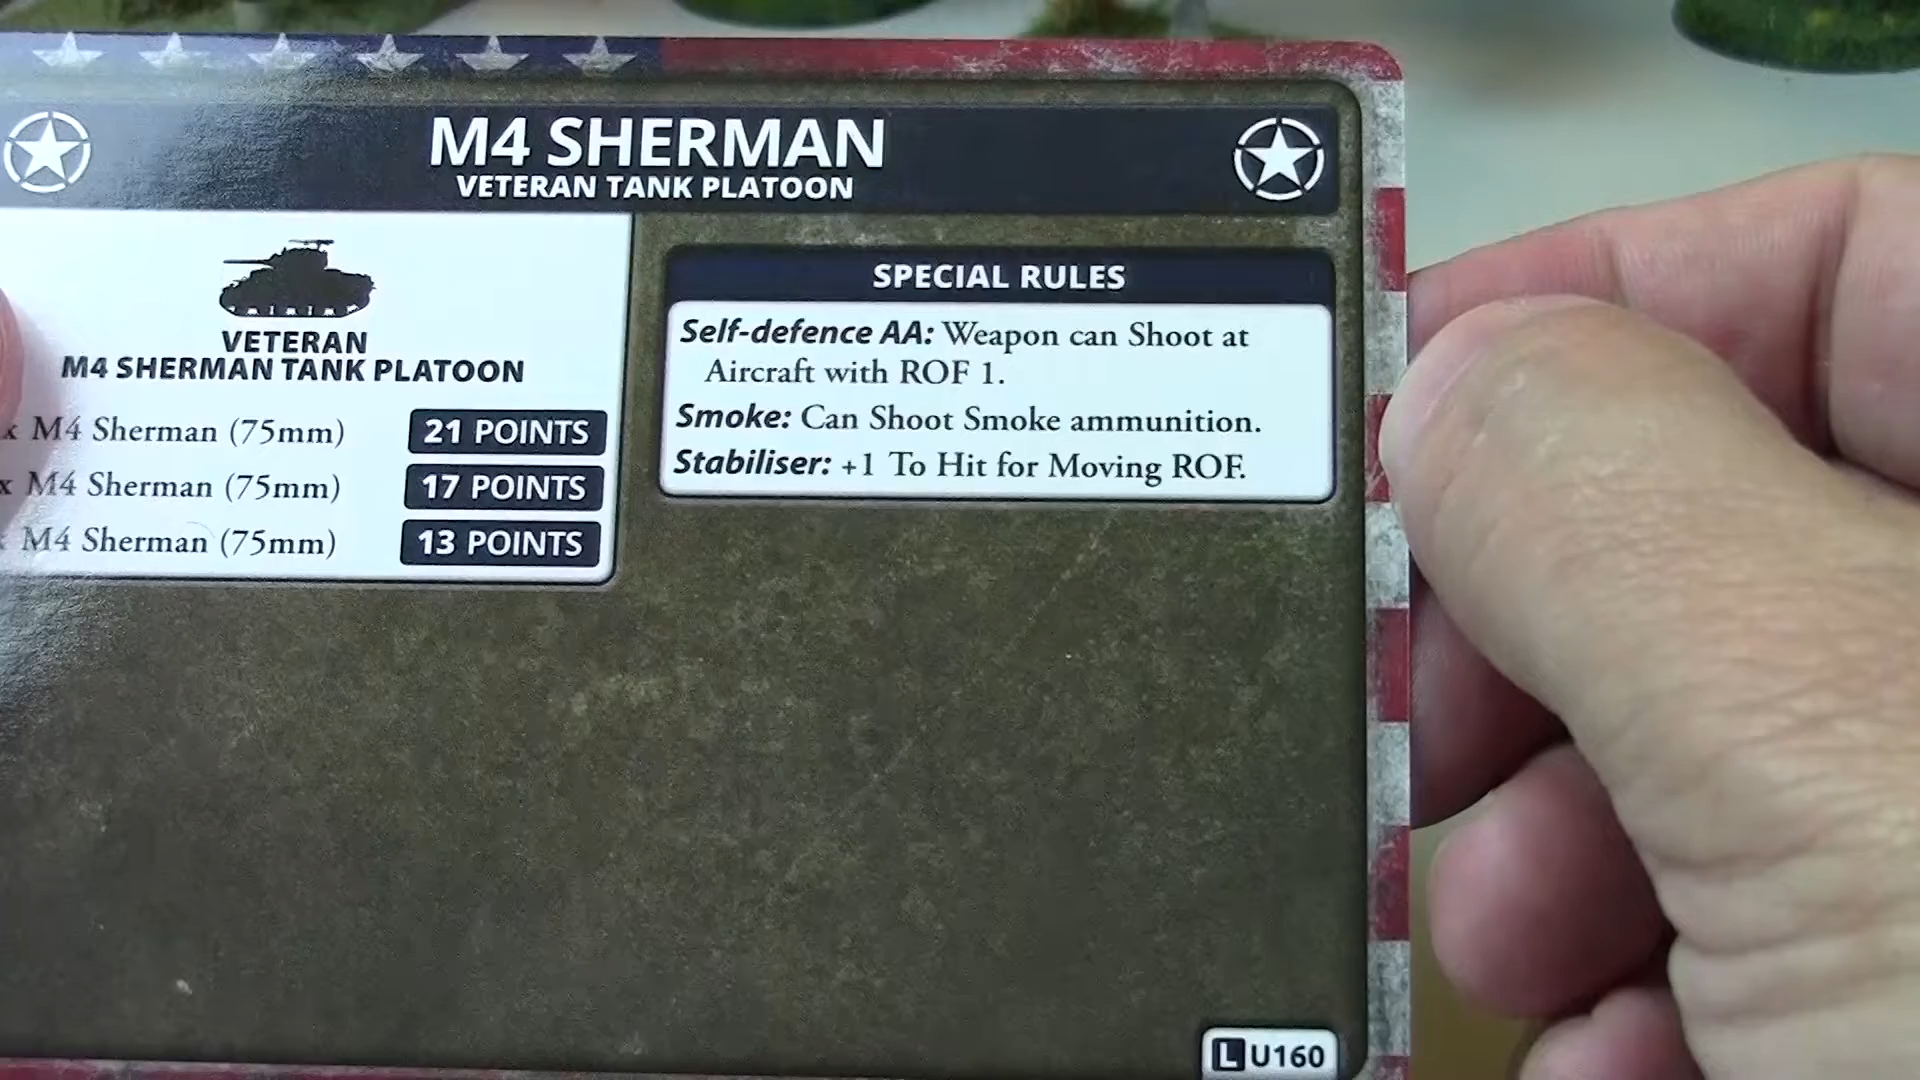 M4 SHERMAN
VETERAN TANK PLATOON
VETERAN
M4 SHERMAN TANK PLATOON
x M4 Sherman (75mm) 21 POINTS
x M4 Sherman (75mm) 17 POINTS
x M4 Sherman (75mm) 13 POINTS
SPECIAL RULES
Self-defence AA: Weapon can Shoot at
Aircraft with ROF 1.
Smoke: Can Shoot Smoke ammunition.
Stabiliser: +1 To Hit for Moving ROF.
L U160